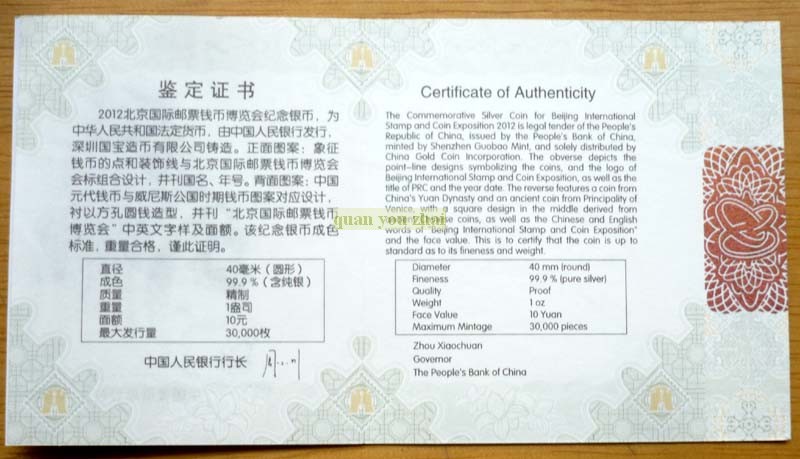 鉴定证书
2012北京国际邮票钱币博览会纪念银币，为
中华人民共和国法定货币，由中国人民银行发行，
深圳国宝造币有限公司铸造。正面图案：象征
钱币的点和装饰线与北京国际邮票钱币博览会
会标组合设计，并刊国名、年号。背面图案：中国
元代钱币与威尼斯公国时期钱币图案对应设计，
衬以方孔圆钱造型，并刊“北京国际邮票钱币
博览会”中英文字样及面额。该纪念银币成色
标准，重量合格，谨此证明。
直径 40毫米（圆形）
成色 99.9％（含纯银）
质量 精制
重量 1盎司
面额 10元
最大发行量 30,000枚
中国人民银行行长
Certificate of Authenticity
The Commemorative Silver Coin for Beijing International
Stamp and Coin Exposition 2012 is legal tender of the People's
Republic of China, issued by the People's Bank of China,
minted by Shenzhen Guobao Mint, and solely distributed by
China Gold Coin Incorporation. The obverse depicts the
point-line designs symbolizing the coins, and the logo of
Beijing International Stamp and Coin Exposition, as well as the
title of PRC and the year date. The reverse features a coin from
China's Yuan Dynasty and an ancient coin from Principality of
Venice, with a square design in the middle derived from
coins, as well as the Chinese and English
words of "Beijing International Stamp and Coin Exposition"
and the face value. This is to certify that the coin is up to
standard as to its fineness and weight.
Diameter 40 mm (round)
Fineness 99.9 % (pure silver)
Quality Proof
Weight 1 oz
Face Value 10 Yuan
Maximum Mintage 30,000 pieces
Zhou Xiaochuan
Governor
The People's Bank of China
quan you zhai